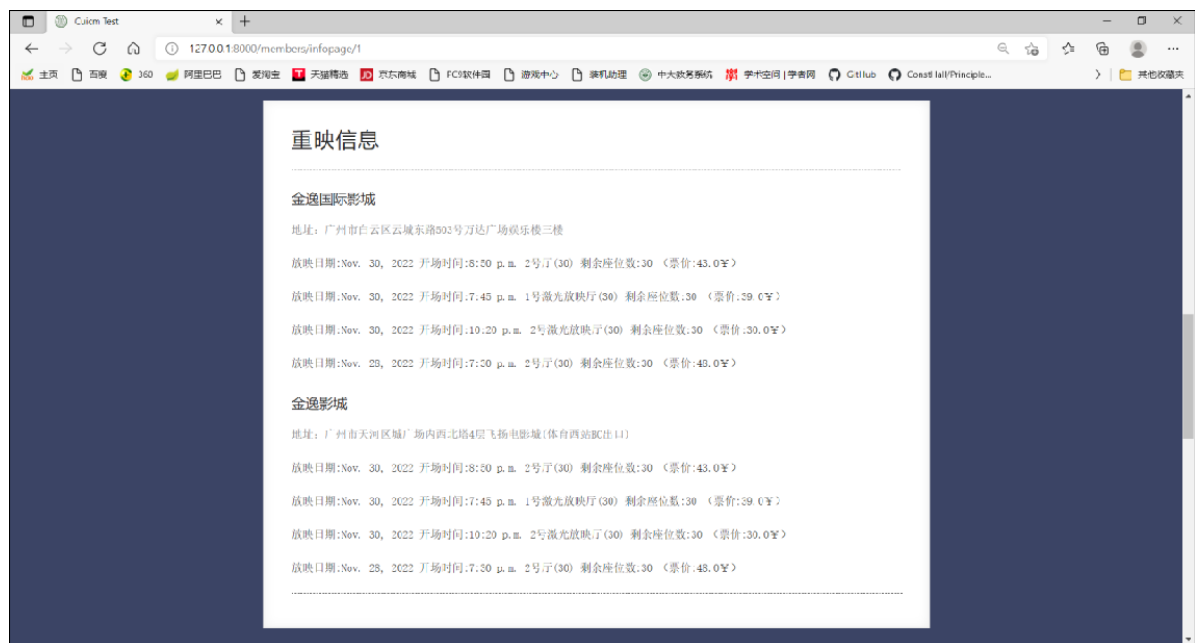 Cuicm Test
127.0.0.1:8000/members/infopage/1
主页 百度 360 阿里巴巴 爱淘宝 天猫精选 京东商城 FC9软件园 游戏中心 装机助理 中大教务系统 学术空间|学者网 GitHub 其他收藏夹
重映信息
金逸国际影城
地址：广州市白云区云城东路503号万达广场娱乐楼三楼
放映日期:Nov. 30, 2022 开场时间:8:50 p.m. 2号厅(30) 剩余座位数:30 （票价:43.0¥）
放映日期:Nov. 30, 2022 开场时间:7:45 p.m. 1号激光放映厅(30) 剩余座位数:30 （票价:39.0¥）
放映日期:Nov. 30, 2022 开场时间:10:20 p.m. 2号激光放映厅(30) 剩余座位数:30 （票价:30.0¥）
放映日期:Nov. 28, 2022 开场时间:7:30 p.m. 2号厅(30) 剩余座位数:30 （票价:48.0¥）
金逸影城
地址：广州市天河区 广场内西北塔4层飞扬电影城(体育西站BC出口)
放映日期:Nov. 30, 2022 开场时间:8:50 p.m. 2号厅(30) 剩余座位数:30 （票价:43.0¥）
放映日期:Nov. 30, 2022 开场时间:7:45 p.m. 1号激光放映厅(30) 剩余座位数:30 （票价:39.0¥）
放映日期:Nov. 30, 2022 开场时间:10:20 p.m. 2号激光放映厅(30) 剩余座位数:30 （票价:30.0¥）
放映日期:Nov. 28, 2022 开场时间:7:30 p.m. 2号厅(30) 剩余座位数:30 （票价:48.0¥）